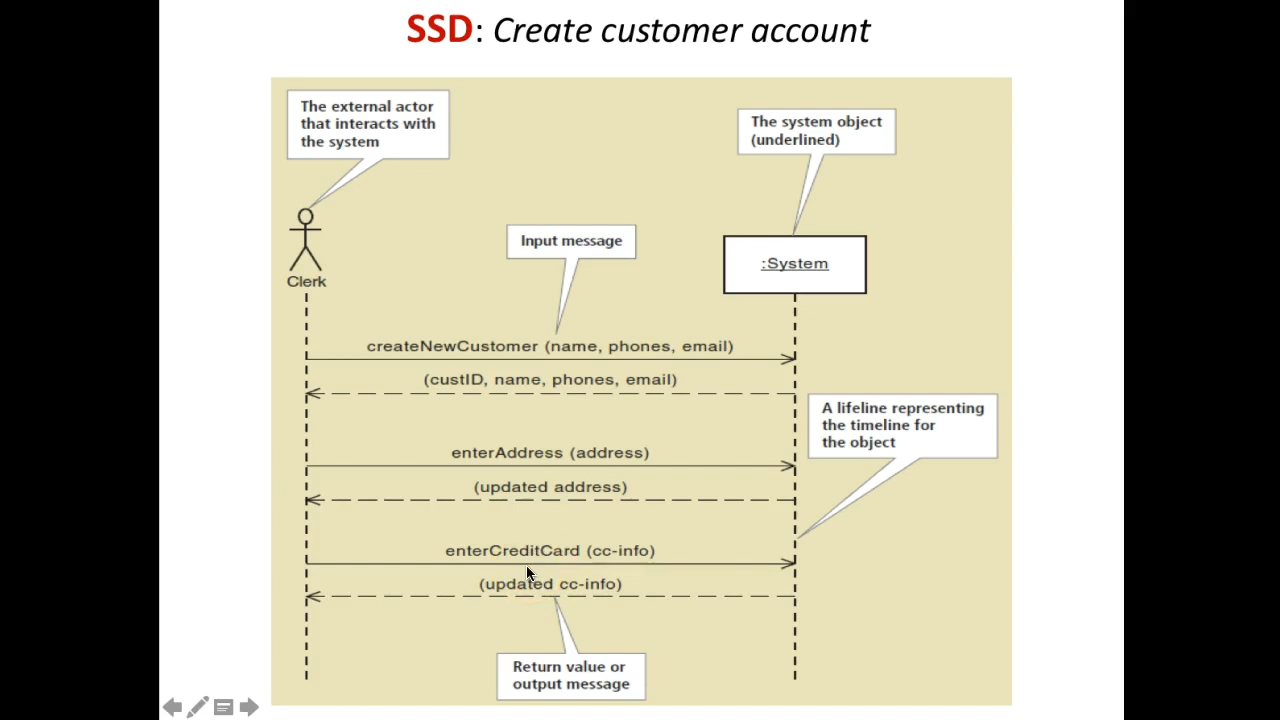 SSD: Create customer account
The external actor
that interacts with
the system
The system object
(underlined)
Input message
:System
Clerk
createNewCustomer (name, phones, email)
(custID, name, phones, email)
A lifeline representing
the timeline for
the object
enterAddress (address)
(updated address)
enterCreditCard (cc-info)
(updated cc-info)
Return value or
output message